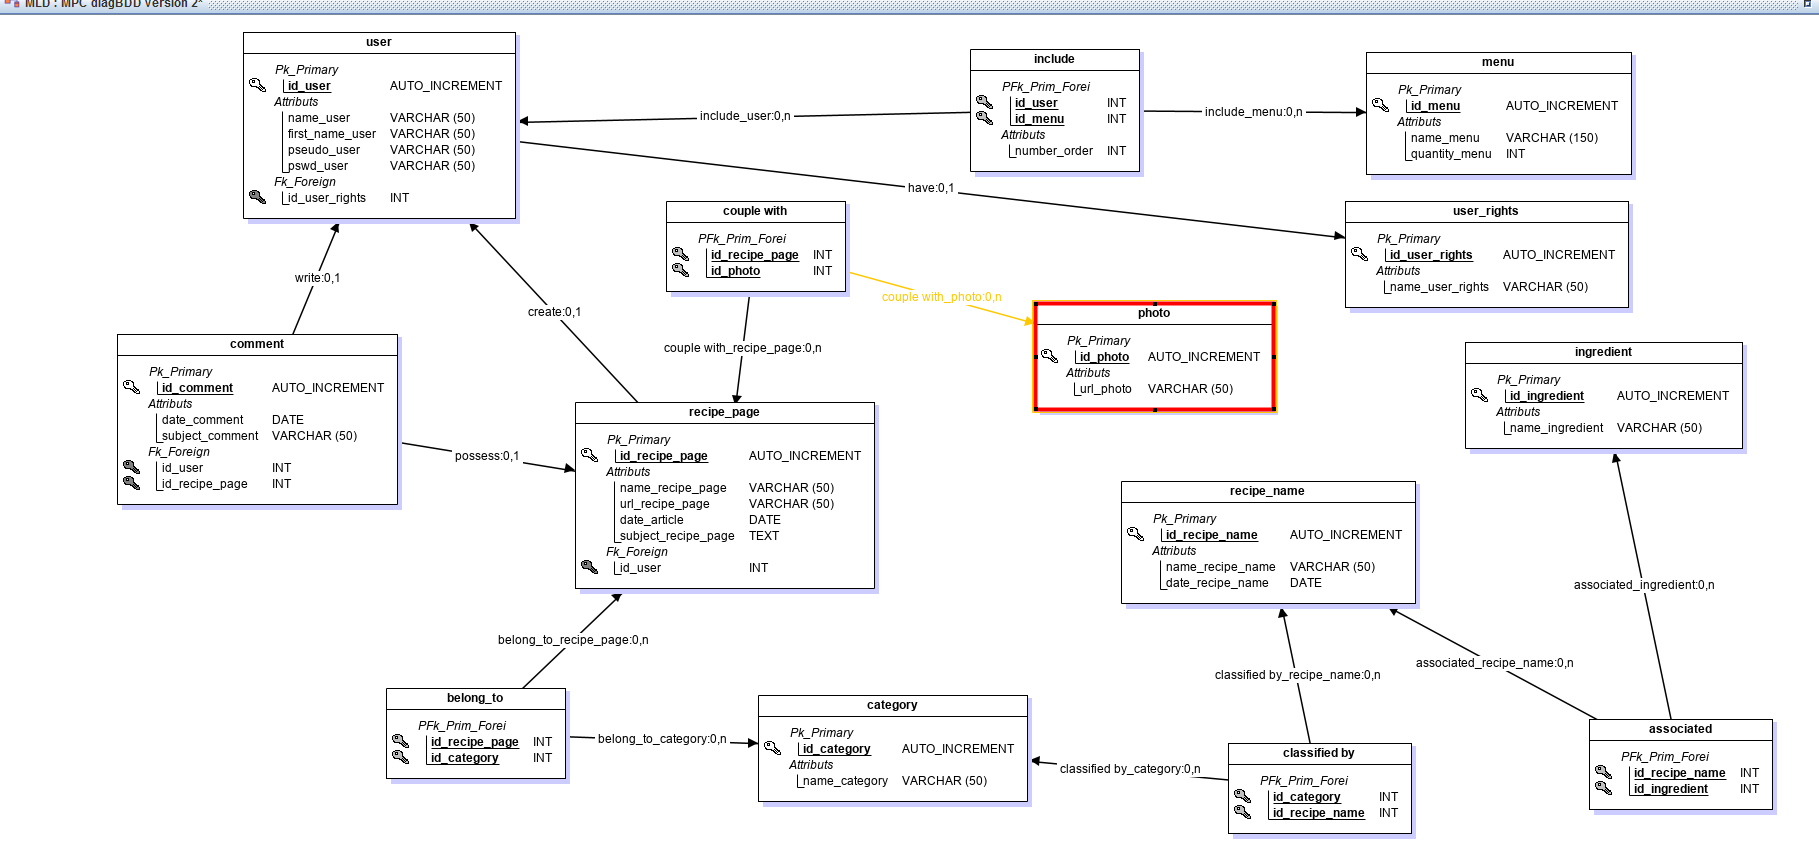 MLD : MPC diagBDD version 2*
user
Pk_Primary
id_user AUTO_INCREMENT
Attributs
name_user VARCHAR (50)
first_name_user VARCHAR (50)
pseudo_user VARCHAR (50)
pswd_user VARCHAR (50)
Fk_Foreign
id_user_rights INT
include_user:0,n
include
PFk_Prim_Forei
id_user INT
id_menu INT
Attributs
number_order INT
include_menu:0,n
menu
Pk_Primary
id_menu AUTO_INCREMENT
Attributs
name_menu VARCHAR (150)
quantity_menu INT
have:0,1
user_rights
Pk_Primary
id_user_rights AUTO_INCREMENT
Attributs
name_user_rights VARCHAR (50)
couple with
PFk_Prim_Forei
id_recipe_page INT
id_photo INT
write:0,1
create:0,1
couple with_photo:0,n
couple with_recipe_page:0,n
photo
Pk_Primary
id_photo AUTO_INCREMENT
Attributs
url_photo VARCHAR (50)
comment
Pk_Primary
id_comment AUTO_INCREMENT
Attributs
date_comment DATE
subject_comment VARCHAR (50)
Fk_Foreign
id_user INT
id_recipe_page INT
possess:0,1
recipe_page
Pk_Primary
id_recipe_page AUTO_INCREMENT
Attributs
name_recipe_page VARCHAR (50)
url_recipe_page VARCHAR (50)
date_article DATE
subject_recipe_page TEXT
Fk_Foreign
id_user INT
ingredient
Pk_Primary
id_ingredient AUTO_INCREMENT
Attributs
name_ingredient VARCHAR (50)
recipe_name
Pk_Primary
id_recipe_name AUTO_INCREMENT
Attributs
name_recipe_name VARCHAR (50)
date_recipe_name DATE
associated_ingredient:0,n
belong_to_recipe_page:0,n
classified by_recipe_name:0,n
associated_recipe_name:0,n
belong_to
PFk_Prim_Forei
id_recipe_page INT
id_category INT
belong_to_category:0,n
category
Pk_Primary
id_category AUTO_INCREMENT
Attributs
name_category VARCHAR (50)
classified by_category:0,n
classified by
PFk_Prim_Forei
id_category INT
id_recipe_name INT
associated
PFk_Prim_Forei
id_recipe_name INT
id_ingredient INT